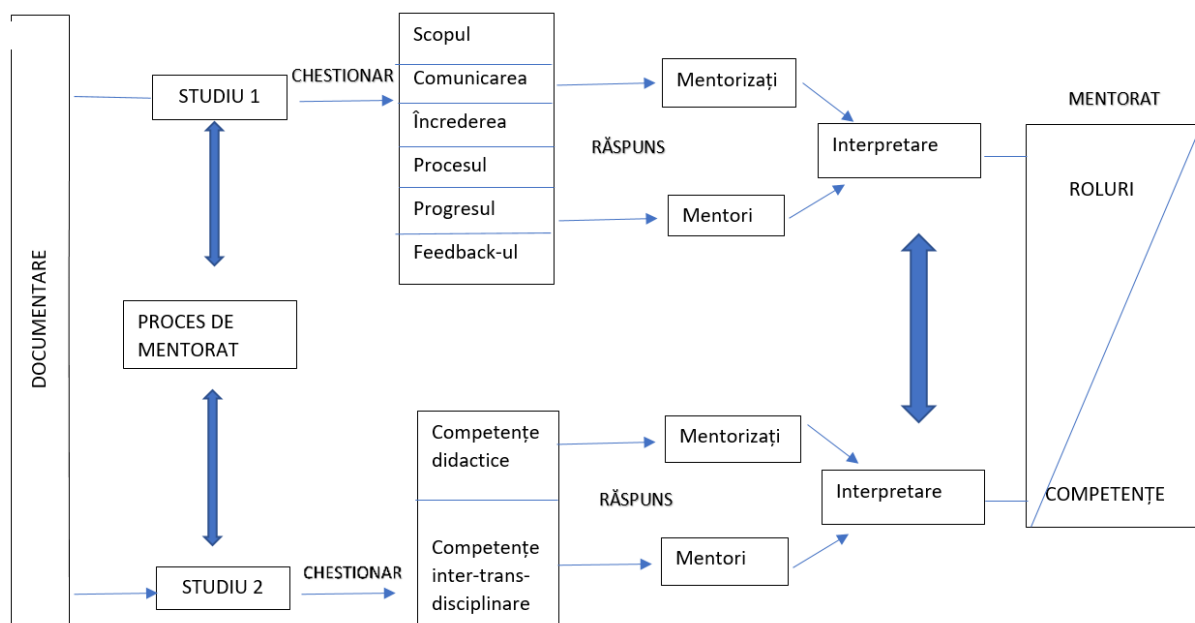 DOCUMENTARE
STUDIU 1
CHESTIONAR
Scopul
Comunicarea
Încrederea
Procesul
Progresul
Feedback-ul
RĂSPUNS
Mentorizați
Mentori
Interpretare
MENTORAT
ROLURI
COMPETENȚE
PROCES DE
MENTORAT
STUDIU 2
CHESTIONAR
Competențe
didactice
Competențe
inter-trans-
disciplinare
RĂSPUNS
Mentorizați
Mentori
Interpretare